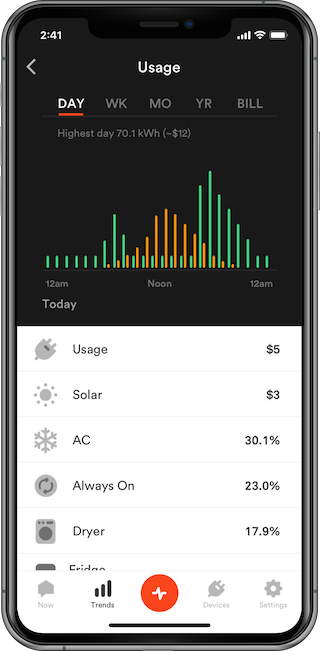 2:41
Usage
DAY WK MO YR BILL
Highest day 70.1 kWh (~$12)
12am Noon 12am
Today
Usage $5
Solar $3
AC 30.1%
Always On 23.0%
Dryer 17.9%
Fridge
Now Trends Devices Settings